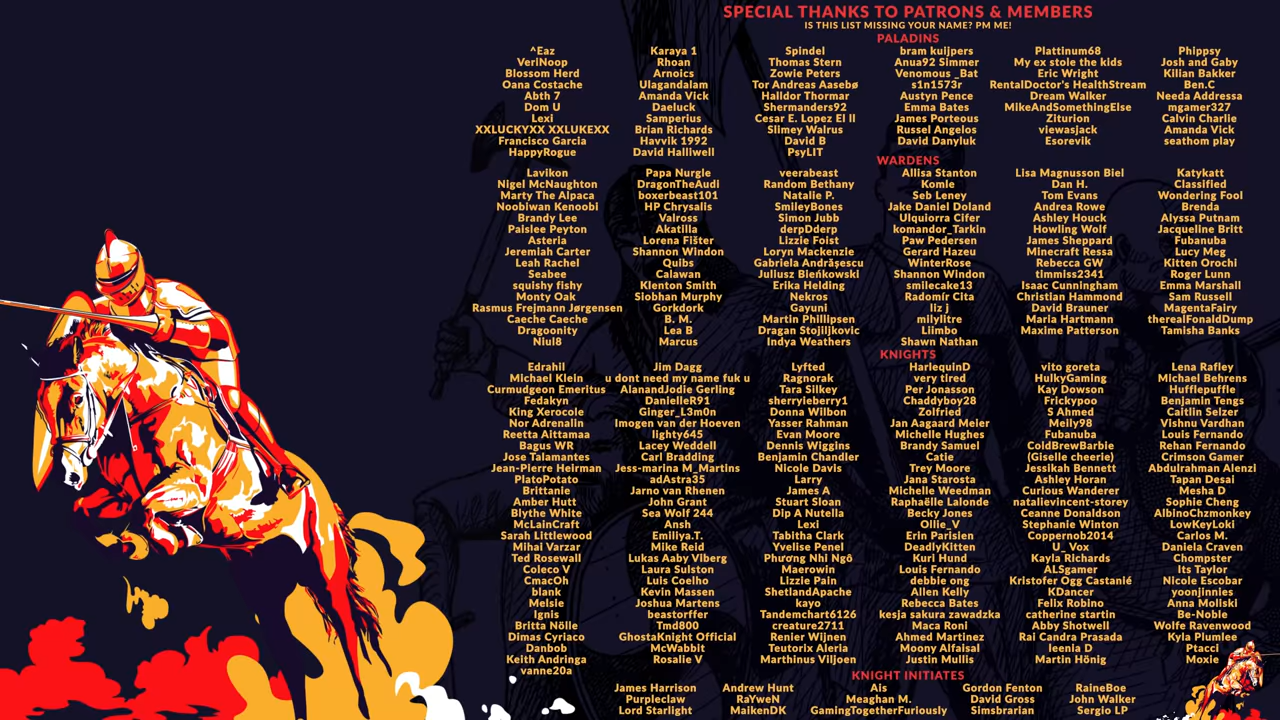 SPECIAL THANKS TO PATRONS & MEMBERS
IS THIS LIST MISSING YOUR NAME? PM ME!
PALADINS
^Eaz Karaya 1 Spindel bram kuijpers Plattinum68 Phippsy
VeriNoop Rhoan Thomas Stern Anua92 Simmer My ex stole the kids Josh and Gaby
Blossom Herd Arnoics Zowie Peters Venomous _Bat Eric Wright Kilian Bakker
Oana Costache Ulagandalam Tor Andreas Aasebø s1n1573r RentalDoctor's HealthStream Ben.C
Abth 7 Amanda Vick Halldor Thormar Austyn Pence Dream Walker Needa Addressa
Dom U Daeluck Shermanders92 Emma Bates MikeAndSomethingElse mgamer327
Lexi Samperius Cesar E. Lopez El II James Porteous Ziturion Calvin Charlie
XXLUCKYXX XXLUKEXX Brian Richards Slimey Walrus Russel Angelos viewasjack Amanda Vick
Francisco Garcia Havvik 1992 David B David Danyluk Esorevik seathom play
HappyRogue David Halliwell PsyLIT
WARDENS
Lavikon Papa Nurgle veerabeast Allisa Stanton Lisa Magnusson Biel Katykatt
Nigel McNaughton DragonTheAudi Random Bethany Komle Dan H. Classified
Marty The Alpaca boxerbeast101 Natalie P. Seb Leney Tom Evans Wondering Fool
Noobiwan Kenoobi HP Chrysalis SmileyBones Jake Daniel Doland Andrea Rowe Brenda
Brandy Lee Valross Simon Jubb Ulquiorra Cifer Ashley Houck Alyssa Putnam
Paislee Peyton Akatilla derpDderp komandor_Tarkin Howling Wolf Jacqueline Britt
Asteria Lorena Fišter Lizzie Foist Paw Pedersen James Sheppard Fubanuba
Jeremiah Carter Shannon Windon Loryn Mackenzie Gerard Hazeu Minecraft Ressa Lucy Meg
Leah Rachel Quibs Gabriela Andrășescu WinterRose Rebecca GW Kitten Orochi
Seabee Calawan Juliusz Bieńkowski Shannon Windon timmiss2341 Roger Lunn
squishy fishy Klenton Smith Erika Helding smilecake13 Isaac Cunningham Emma Marshall
Monty Oak Siobhan Murphy Nekros Radomír Cita Christian Hammond Sam Russell
Rasmus Frejmann Jørgensen Gorkdork Gayuni liz j David Brauner MagentaFairy
Caeche Caeche B. M. Martin Phillipsen milylitre Maria Hartmann therealFonaldDump
Dragoonity Lea B Dragan Stojiljkovic Llimbo Maxime Patterson Tamisha Banks
Niul8 Marcus Indya Weathers Shawn Nathan
KNIGHTS
Edrahil Jim Dagg Lyfted HarlequinD vito goreta Lena Rafley
Michael Klein u dont need my name fuk u Ragnorak very tired HulkyGaming Michael Behrens
Curmudgeon Emeritus AlanandJodie Gerling Tara Silkey Per Jonasson Kay Dowson Hufflepuffle
Fedakyn DanielleR91 sherryleberry1 Chaddyboy28 Frickypoo Benjamin Tengs
King Xerocole Ginger_L3m0n Donna Wilbon Zolfried S Ahmed Caitlin Selzer
Nor Adrenalin Imogen van der Hoeven Yasser Rahman Jan Aagaard Meier Melly98 Vishnu Vardhan
Reetta Aittamaa lighty645 Evan Moore Michelle Hughes Fubanuba Louis Fernando
Bagus WR Lacey Weddell Dennis Wiggins Brandy Samuel ColdBrewBarbie Rehan Fernando
Jose Talamantes Carl Bradding Benjamin Chandler Catie (Giselle cheerie) Crimson Gamer
Jean-Pierre Heirman Jess-marina M_Martins Nicole Davis Trey Moore Jessikah Bennett Abdulrahman Alenzi
PlatoPotato adAstra35 Larry Jana Starosta Ashley Horan Tapan Desai
Brittanie Jarno van Rhenen James A Michelle Weedman Curious Wanderer Mesha D
Amber Hutt John Grant Stuart Sloan Raphaëlle Lalonde natalievincent-storey Sophie Cheng
Blythe White Sea Wolf 244 Dip A Nutella Becky Jones Ceanne Donaldson AlbinoChzmonkey
McLainCraft Ansh Lexi Ollie_V Stephanie Winton LowKeyLoki
Sarah Littlewood Emiliya.T. Tabitha Clark Erin Parisien Coppernob2014 Carlos M.
Mihai Varzar Mike Reid Yvelise Penel DeadlyKitten U_ Vox Daniela Craven
Ted Rosewall Lukas Aaby Viberg Phương Nhi Ngô Kuri Hund Kayla Richards Chompster
Coleco V Laura Sulston Maerowin Louis Fernando ALSgamer Its Taylor
CmacOh Luis Coelho Lizzie Pain debbie ong Kristofer Ogg Castanié Nicole Escobar
blank Kevin Massen ShetlandApache Allen Kelly KDancer yoonjinnies
Melsie Joshua Martens kayo Rebecca Bates Felix Robino Anna Moliski
Ignis beastorffer Tandemchart6126 kesja sakura zawadzka catherine startin Be-Noble
Britta Nölle Tmd800 creature2711 Maca Roni Abby Shotwell Wolfe Ravenwood
Dimas Cyriaco GhostaKnight Official Renier Wijnen Ahmed Martinez Rai Candra Prasada Kyla Plumlee
Danbob McWabbit Teutorix Aleria Moony Alfaisal Ieenia D Ptacci
Keith Andringa Rosalie V Marthinus Viljoen Justin Mullis Martin Hönig Moxie
vanne20a
KNIGHT INITIATES
James Harrison Andrew Hunt Ais Gordon Fenton RaineBoe
Purpleclaw RAYweN Meaghan M. David Gross John Walker
Lord Starlight MaikenDK GamingTogetherFuriously Simsbrarian Sergio LP